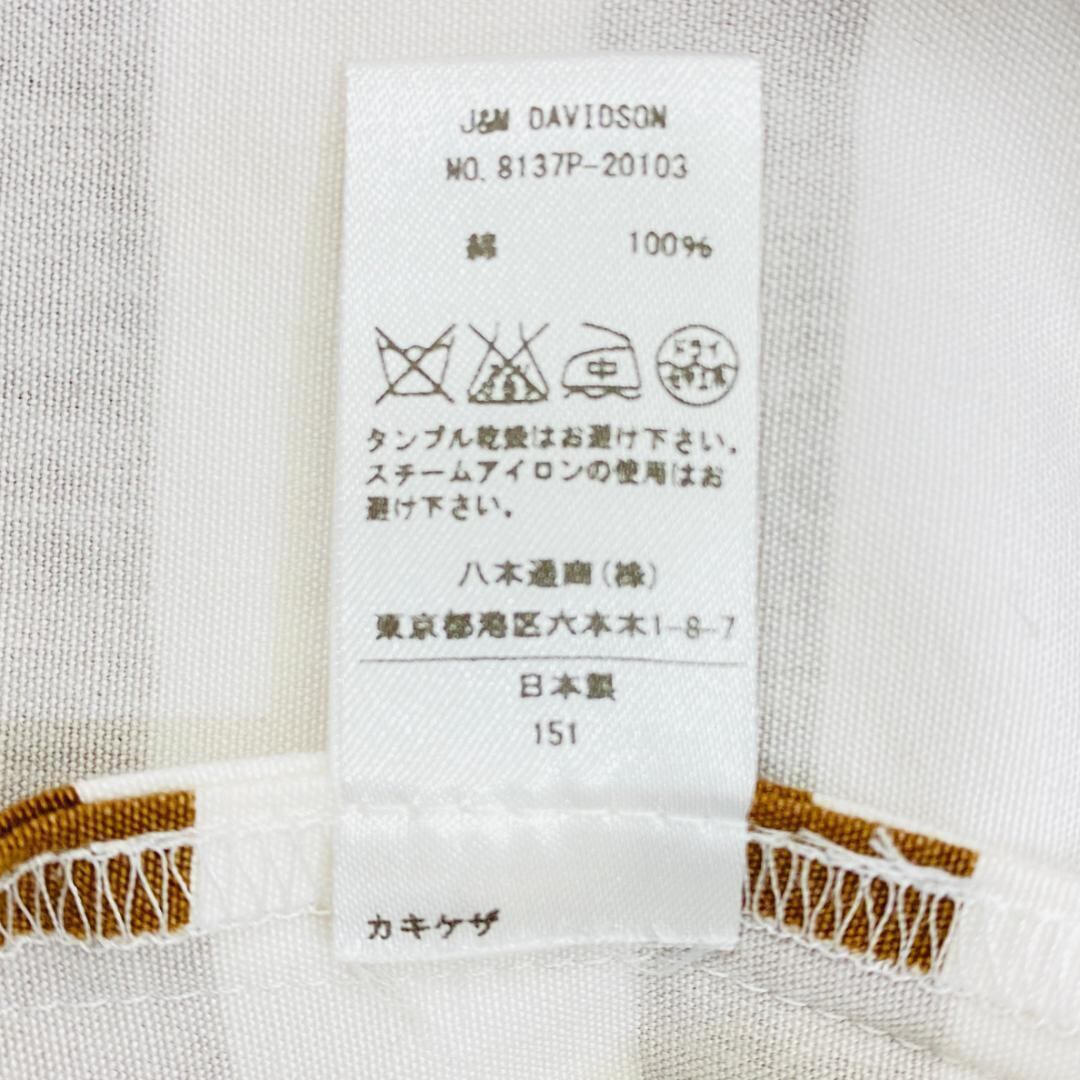 J&M DAVIDSON
NO. 8137P-20103
綿 100%
中
ドライ
セキユ系
タンブル乾燥はお避け下さい。
スチームアイロンの使用はお
避け下さい。
八木通商(株)
東京都港区六本木1-8-7
日本製
151
カキケザ